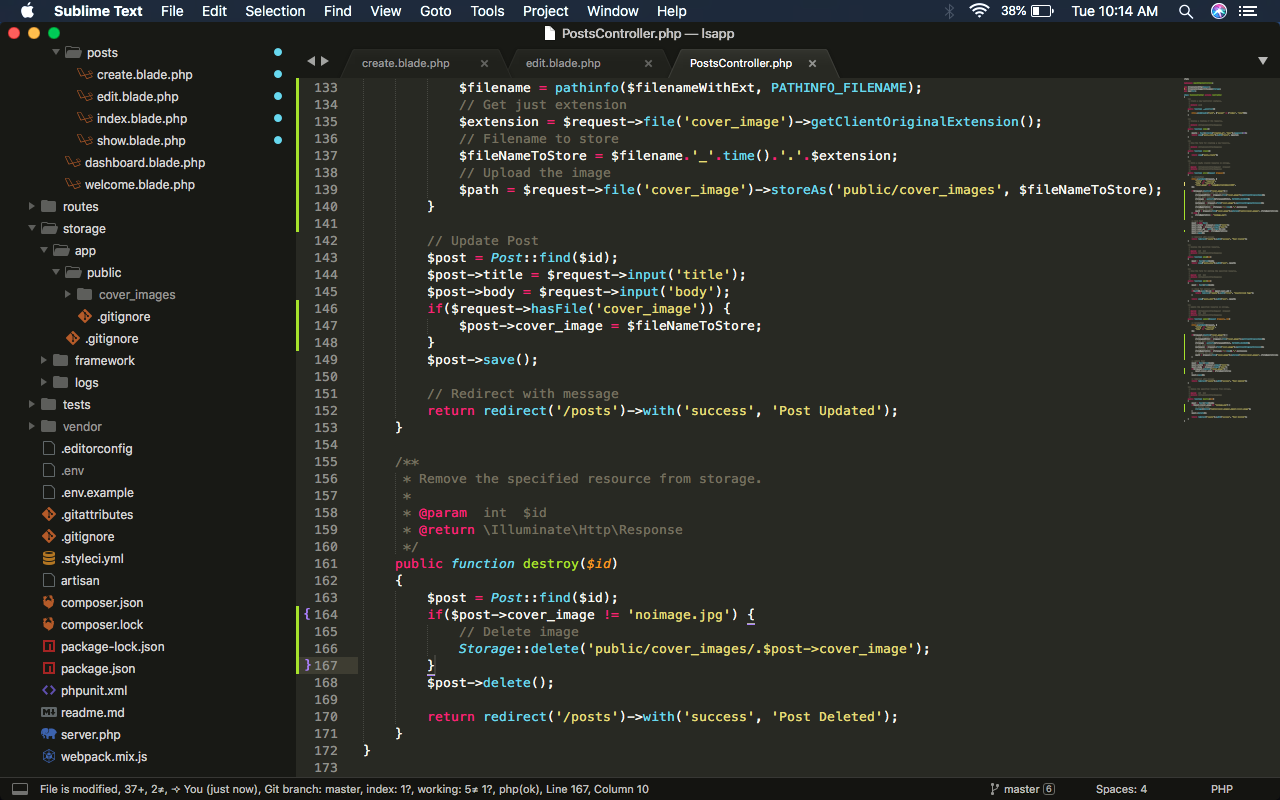 Sublime Text File Edit Selection Find View Goto Tools Project Window Help 38% Tue 10:14 AM
PostsController.php — lsapp
posts
create.blade.php
edit.blade.php
index.blade.php
show.blade.php
dashboard.blade.php
welcome.blade.php
routes
storage
app
public
cover_images
.gitignore
.gitignore
framework
logs
tests
vendor
.editorconfig
.env
.env.example
.gitattributes
.gitignore
.styleci.yml
artisan
composer.json
composer.lock
package-lock.json
package.json
phpunit.xml
readme.md
server.php
webpack.mix.js
create.blade.php × edit.blade.php × PostsController.php ×
133 $filename = pathinfo($filenameWithExt, PATHINFO_FILENAME);
134 // Get just extension
135 $extension = $request->file('cover_image')->getClientOriginalExtension();
136 // Filename to store
137 $fileNameToStore = $filename.'_'.time().'.'.$extension;
138 // Upload the image
139 $path = $request->file('cover_image')->storeAs('public/cover_images', $fileNameToStore);
140 }
141
142 // Update Post
143 $post = Post::find($id);
144 $post->title = $request->input('title');
145 $post->body = $request->input('body');
146 if($request->hasFile('cover_image')) {
147 $post->cover_image = $fileNameToStore;
148 }
149 $post->save();
150
151 // Redirect with message
152 return redirect('/posts')->with('success', 'Post Updated');
153 }
154
155 /**
156 * Remove the specified resource from storage.
157 *
158 * @param  int  $id
159 * @return \Illuminate\Http\Response
160 */
161 public function destroy($id)
162 {
163 $post = Post::find($id);
{ 164 if($post->cover_image != 'noimage.jpg') {
165 // Delete image
166 Storage::delete('public/cover_images/.$post->cover_image');
} 167 }
168 $post->delete();
169
170 return redirect('/posts')->with('success', 'Post Deleted');
171 }
172 }
173
File is modified, 37+, 2≠, ⊹ You (just now), Git branch: master, index: 1?, working: 5≠ 1?, php(ok), Line 167, Column 10 master 6 Spaces: 4 PHP